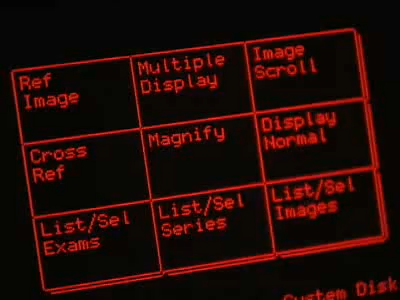 Ref
Image
Multiple
Display
Image
Scroll
Cross
Ref
Magnify
Display
Normal
List/Sel
Exams
List/Sel
Series
List/Sel
Images
Disk